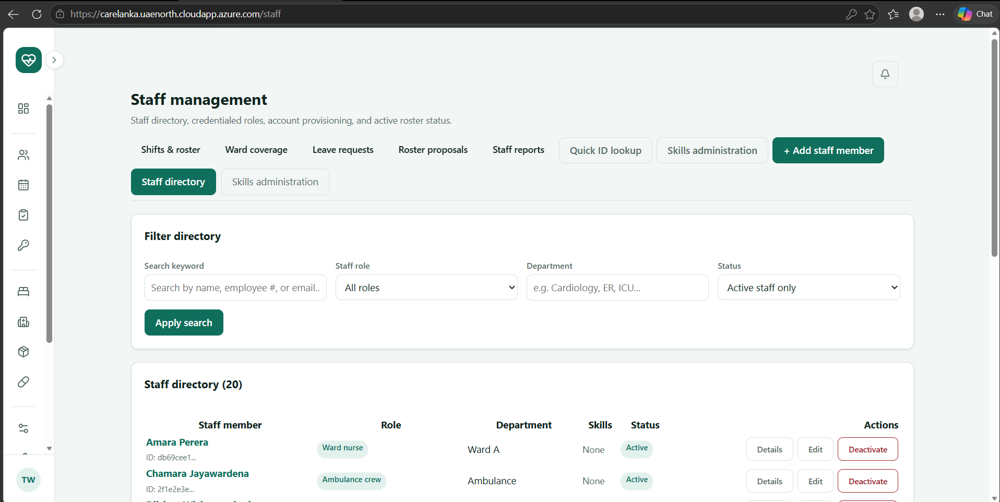 https://carelanka.uaenorth.cloudapp.azure.com/staff
Chat
Staff management
Staff directory, credentialed roles, account provisioning, and active roster status.
Shifts & roster
Ward coverage
Leave requests
Roster proposals
Staff reports
Quick ID lookup
Skills administration
+ Add staff member
Staff directory
Skills administration
Filter directory
Search keyword
Staff role
Department
Status
Search by name, employee #, or email..
All roles
e.g. Cardiology, ER, ICU...
Active staff only
Apply search
Staff directory (20)
Staff member
Role
Department
Skills
Status
Actions
Amara Perera
ID: db69cee1...
Ward nurse
Ward A
None
Active
Details
Edit
Deactivate
Chamara Jayawardena
ID: 2f1e2e3e...
Ambulance crew
Ambulance
None
Active
Details
Edit
Deactivate
TW